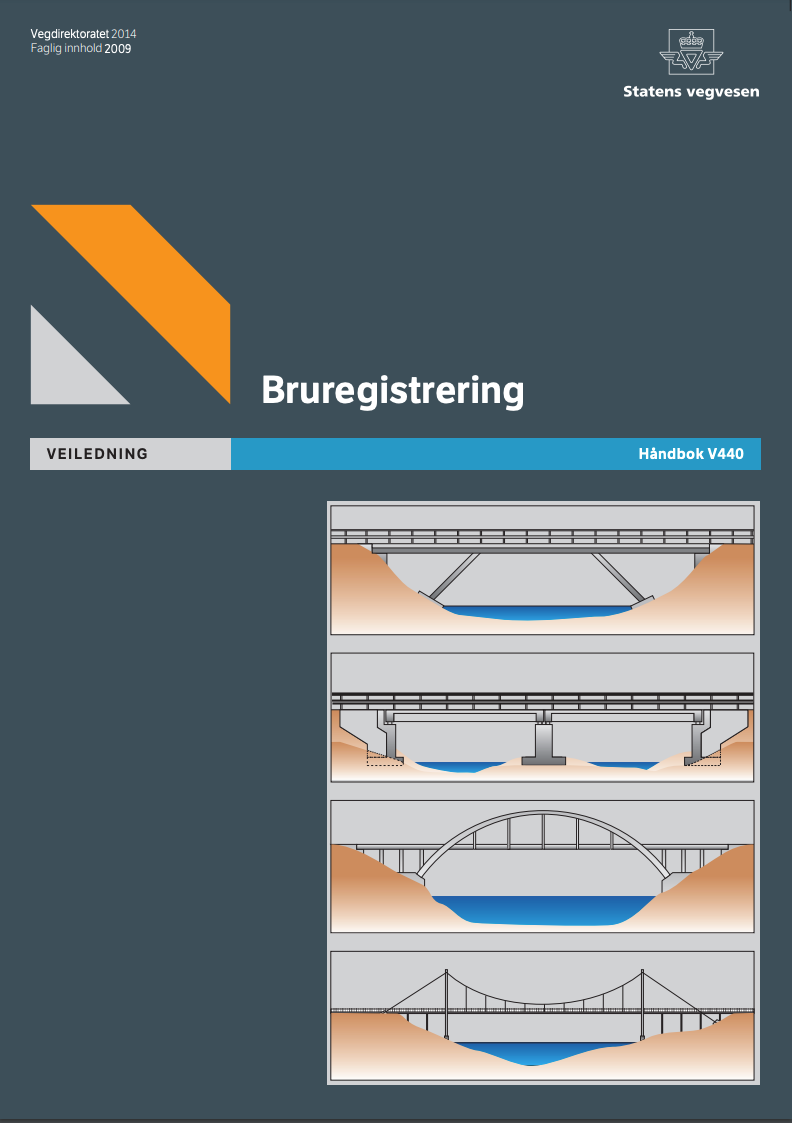 Vegdirektoratet 2014
Faglig innhold 2009
Statens vegvesen
Bruregistrering
VEILEDNING
Håndbok V440